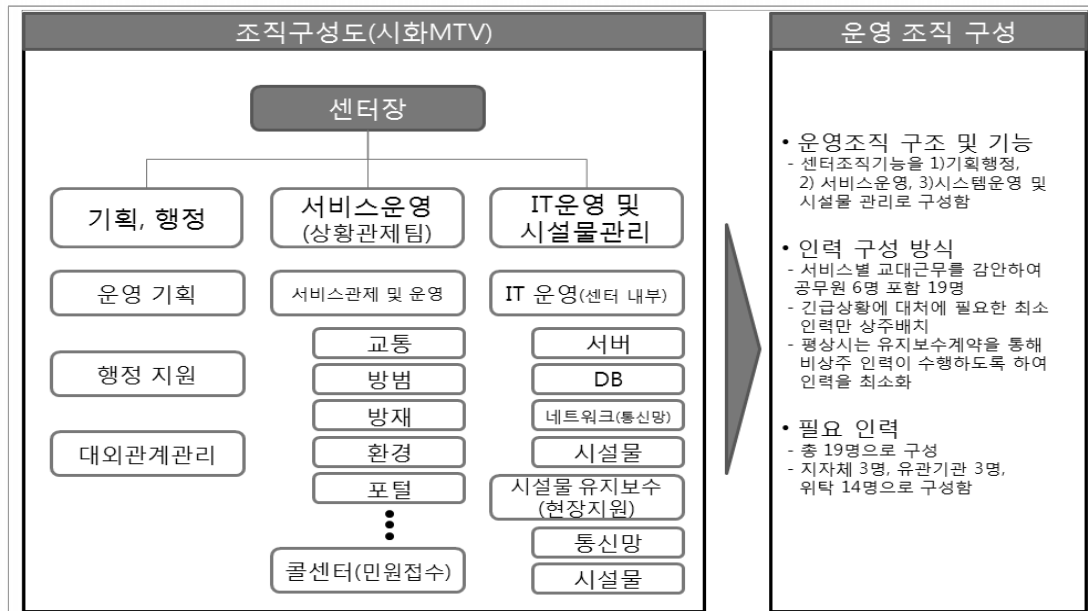 조직구성도(시화MTV)
센터장
기획, 행정
운영 기획
행정 지원
대외관계관리
서비스운영
(상황관제팀)
서비스관제 및 운영
교통
방범
방재
환경
포털
콜센터(민원접수)
IT운영 및
시설물관리
IT 운영(센터 내부)
서버
DB
네트워크(통신망)
시설물
시설물 유지보수
(현장지원)
통신망
시설물
운영 조직 구성
• 운영조직 구조 및 기능
- 센터조직기능을 1)기획행정,
2) 서비스운영, 3)시스템운영 및
시설물 관리로 구성함
• 인력 구성 방식
- 서비스별 교대근무를 감안하여
공무원 6명 포함 19명
- 긴급상황에 대처에 필요한 최소
인력만 상주배치
- 평상시는 유지보수계약을 통해
비상주 인력이 수행하도록 하여
인력을 최소화
• 필요 인력
- 총 19명으로 구성
- 지자체 3명, 유관기관 3명,
위탁 14명으로 구성함